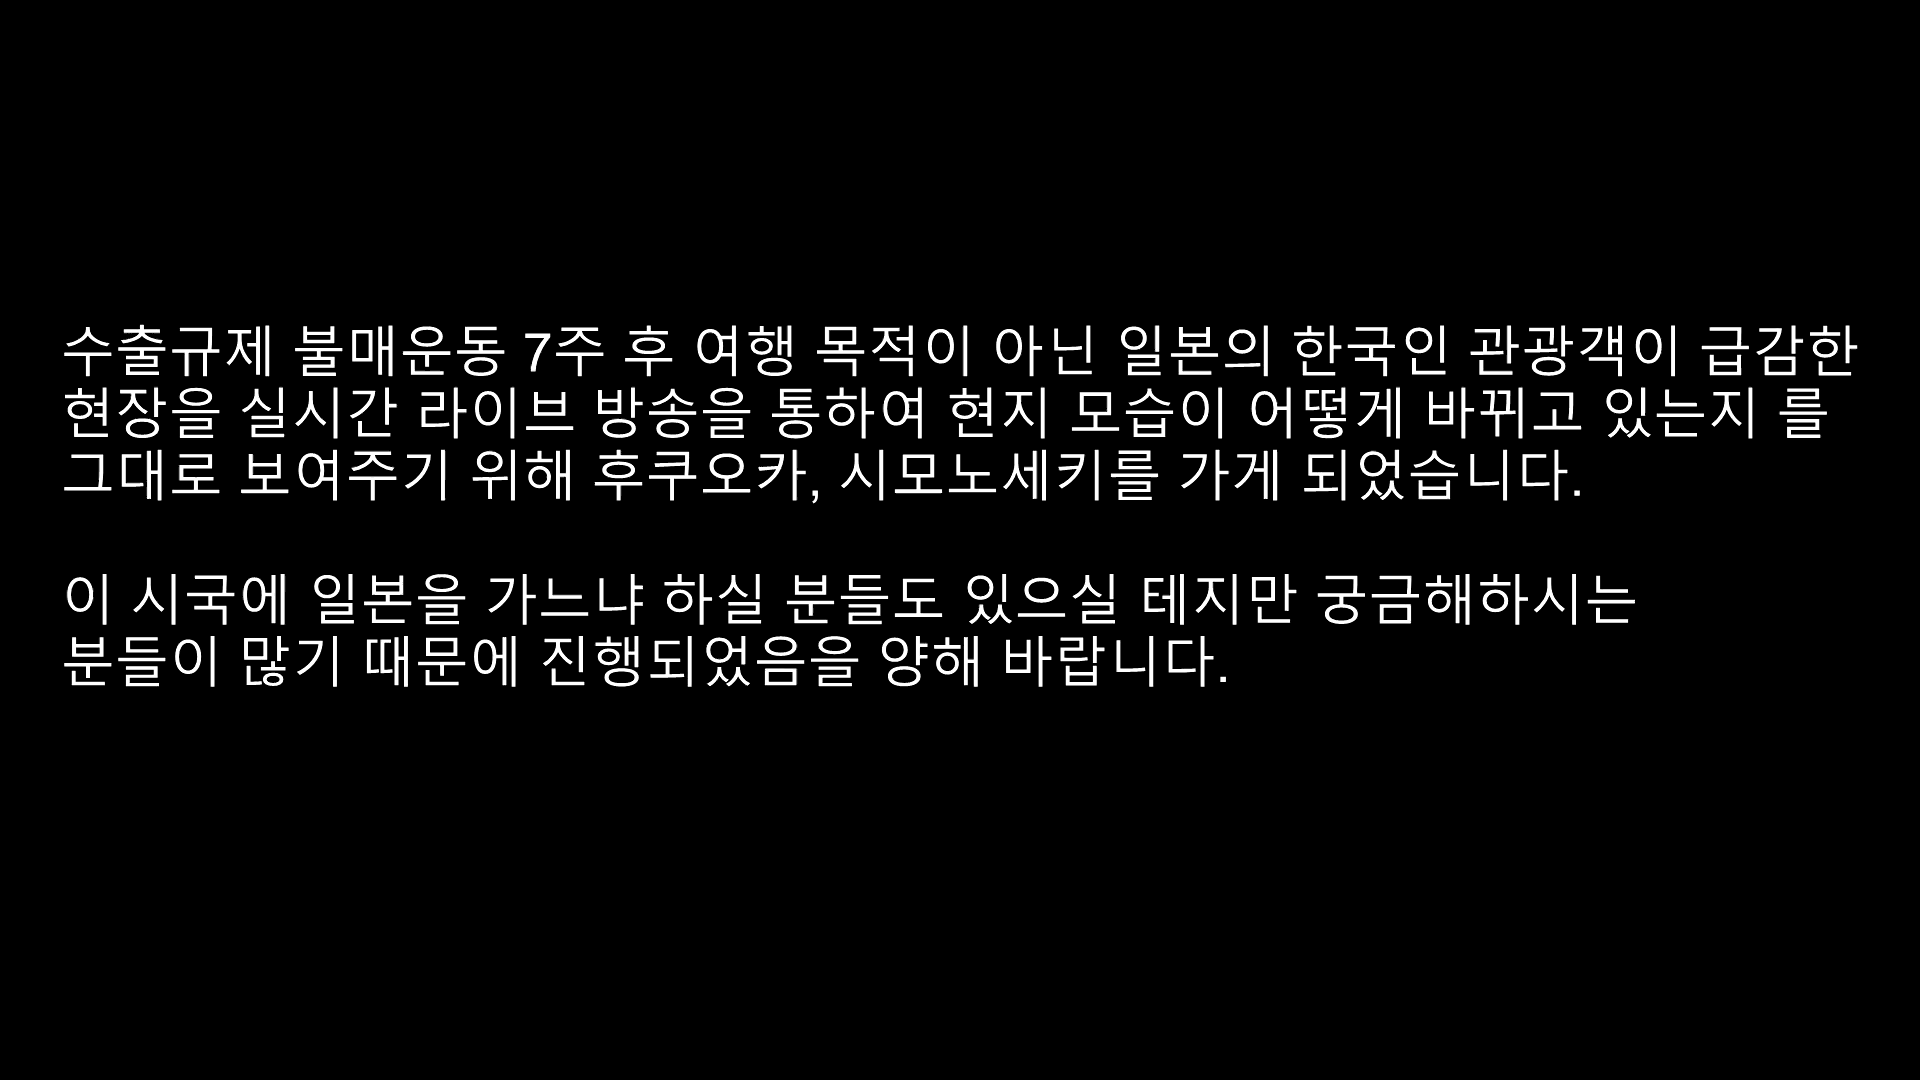 수출규제 불매운동 7주 후 여행 목적이 아닌 일본의 한국인 관광객이 급감한
현장을 실시간 라이브 방송을 통하여 현지 모습이 어떻게 바뀌고 있는지 를
그대로 보여주기 위해 후쿠오카, 시모노세키를 가게 되었습니다.
이 시국에 일본을 가느냐 하실 분들도 있으실 테지만 궁금해하시는
분들이 많기 때문에 진행되었음을 양해 바랍니다.